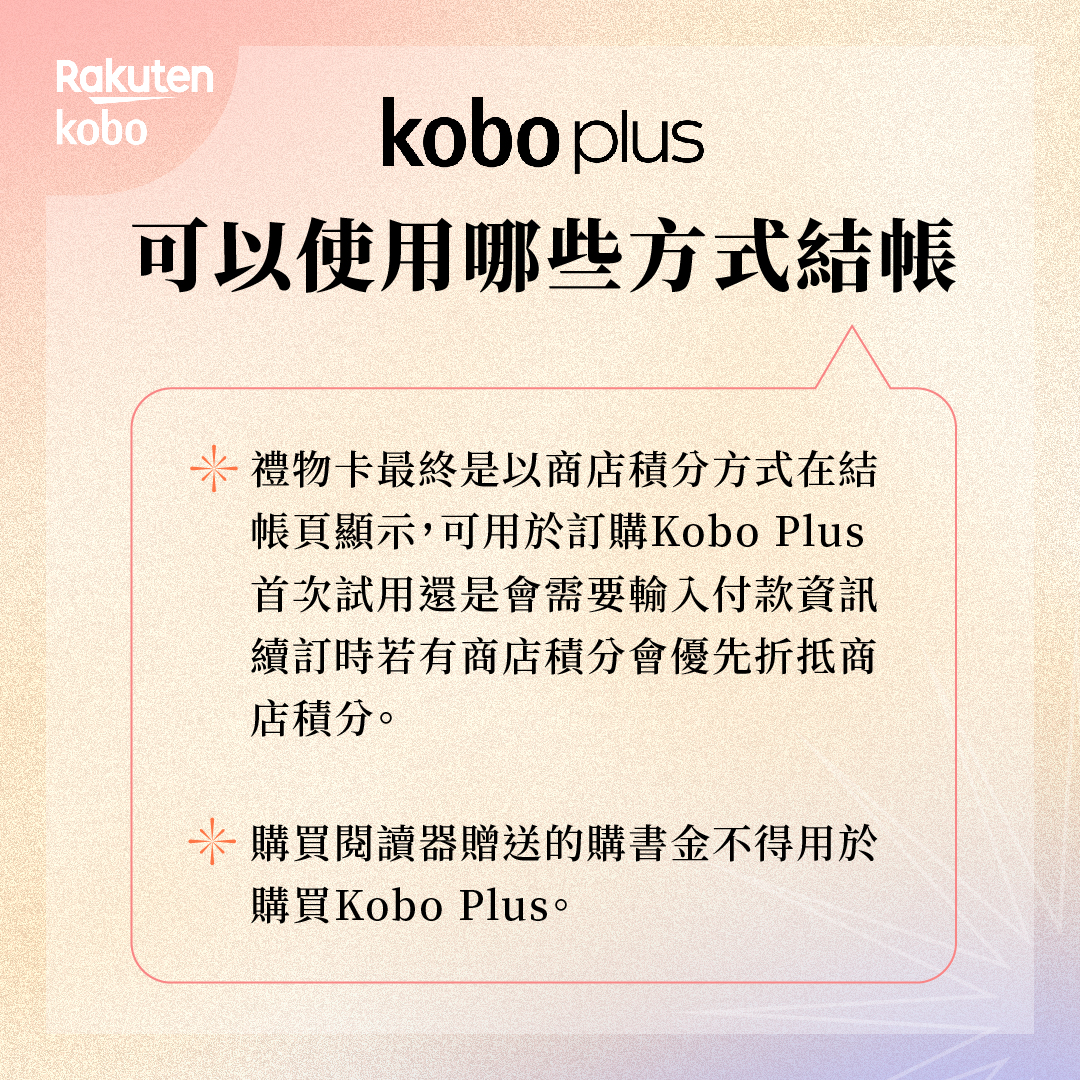 Rakuten
kobo
kobo plus
可以使用哪些方式結帳
禮物卡最終是以商店積分方式在結
帳頁顯示，可用於訂購Kobo Plus
首次試用還是會需要輸入付款資訊
續訂時若有商店積分會優先折抵商
店積分。
購買閱讀器贈送的購書金不得用於
購買Kobo Plus。